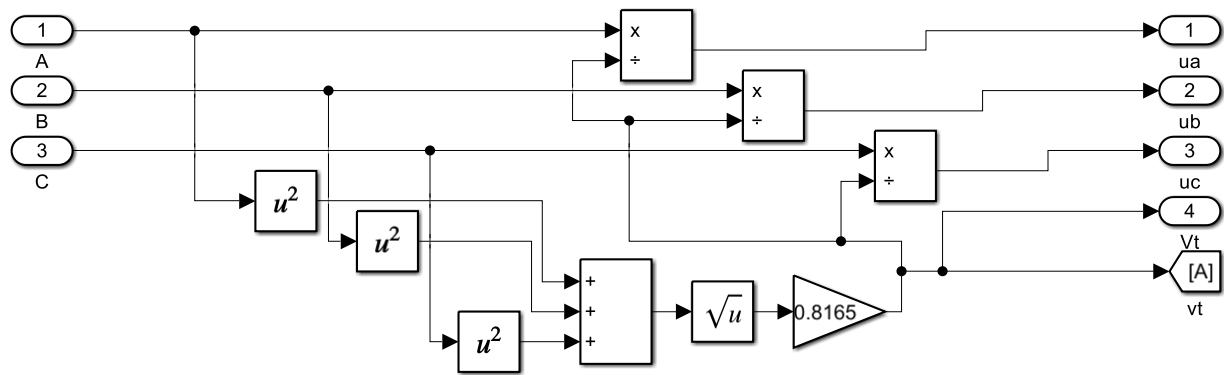 1
A
2
B
3
C
x
÷
x
÷
x
÷
1
ua
2
ub
3
uc
4
Vt
[A]
vt
u²
u²
u²
+
+
+
√u
0.8165